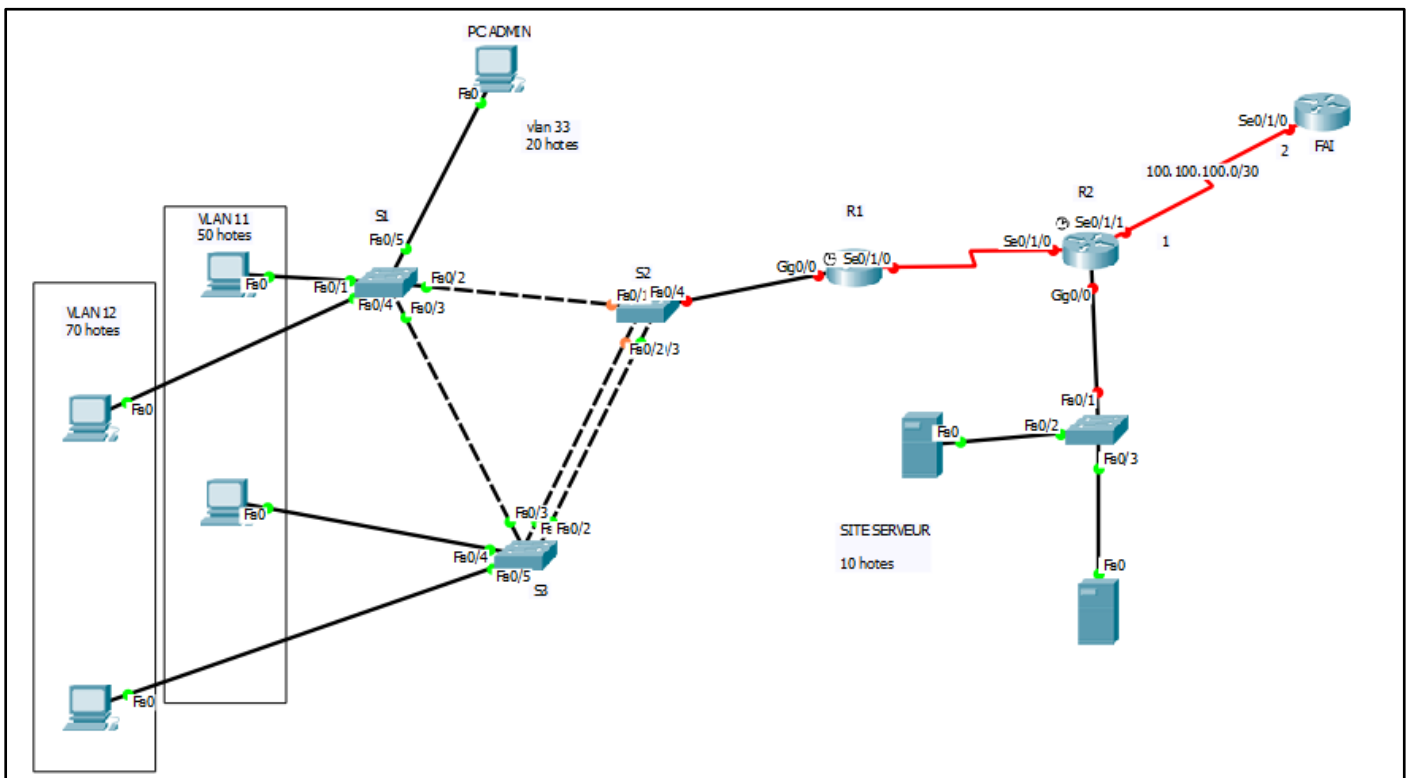 PC ADMIN
Fa0
vlan 33
20 hotes
Se0/1/0
FAI
2
100.100.100.0/30
R2
Se0/1/1
1
Se0/1/0
Gig0/0
R1
Se0/1/0
Gig0/0
VLAN 11
50 hotes
S1
Fa0/5
Fa0
Fa0/1
Fa0/2
Fa0/4
Fa0/3
S2
Fa0/1
Fa0/4
Fa0/2
VLAN 12
70 hotes
Fa0
Fa0
Fa0/3
Fa0/2
Fa0/4
Fa0/5
S3
Fa0
Fa0/1
Fa0/2
Fa0
Fa0/3
SITE SERVEUR
10 hotes
Fa0